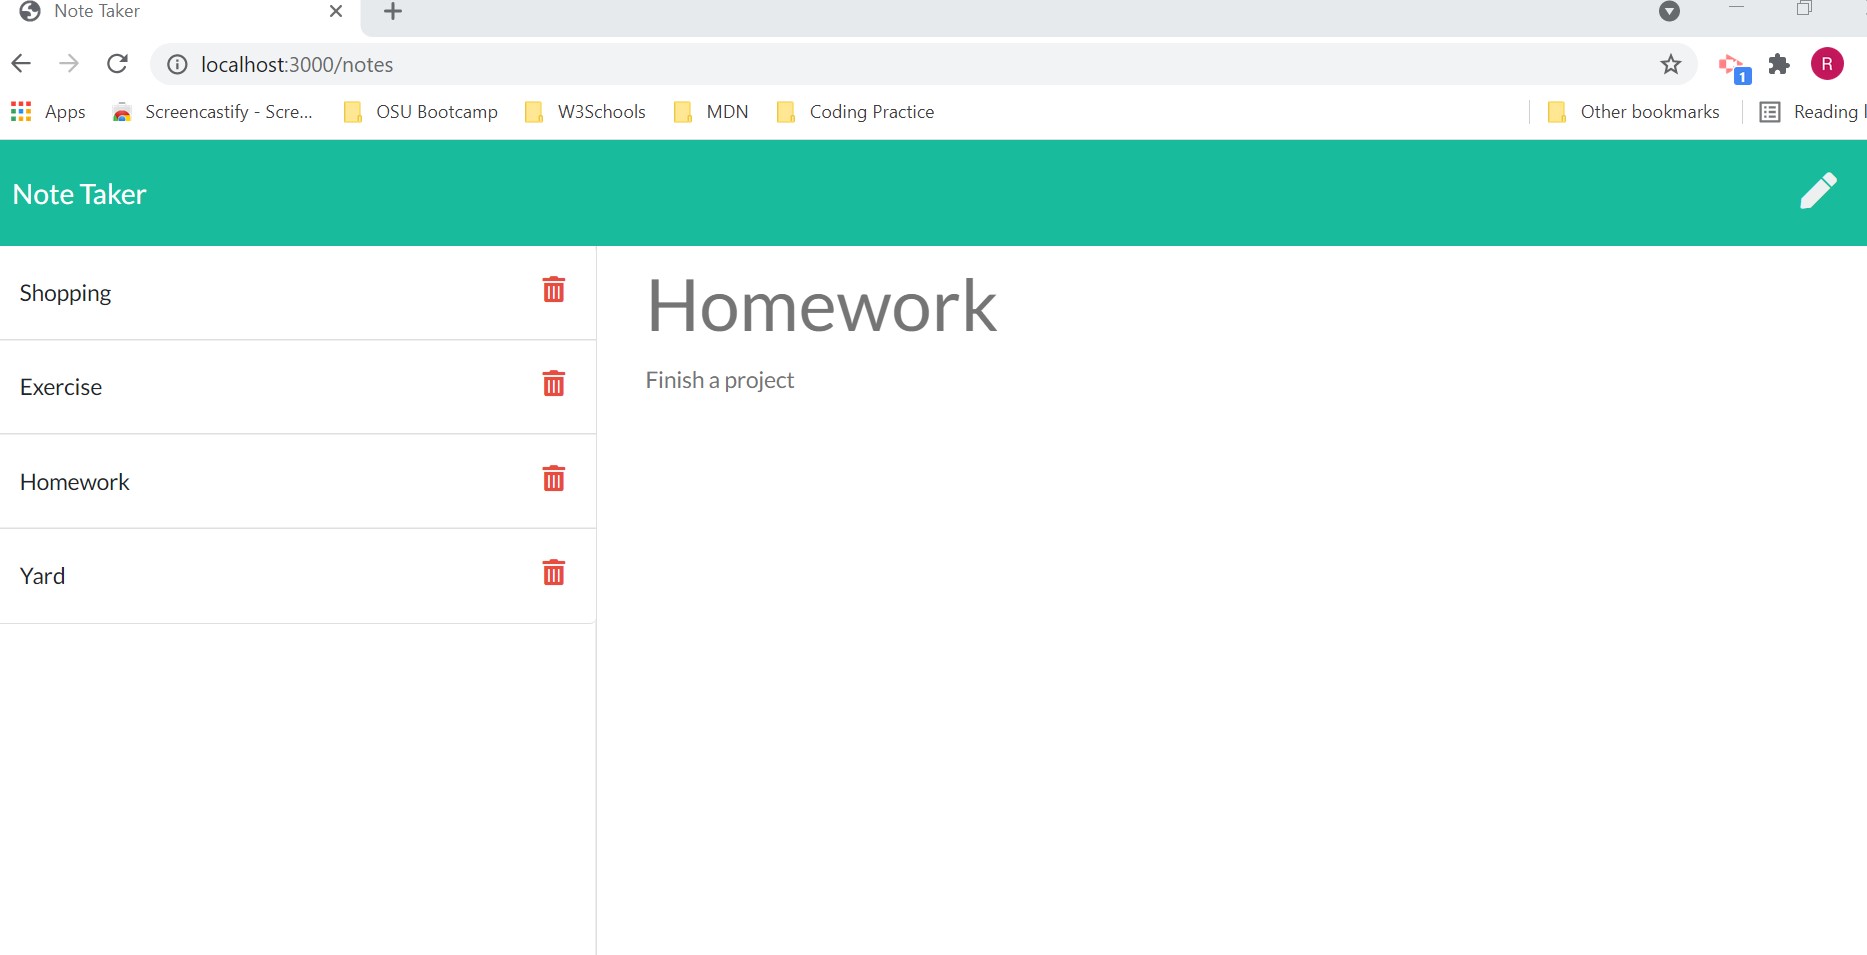 Note Taker
localhost:3000/notes
1
R
Apps Screencastify - Scre... OSU Bootcamp W3Schools MDN Coding Practice Other bookmarks Reading l
Note Taker
Shopping
Exercise
Homework
Yard
Homework
Finish a project